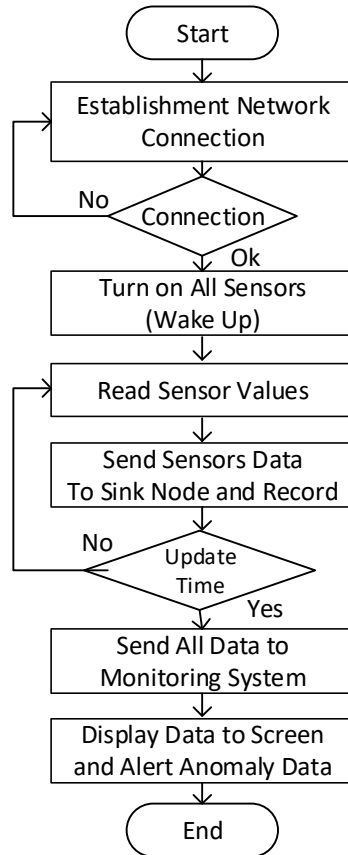 Start
Establishment Network
Connection
No
Connection
Ok
Turn on All Sensors
(Wake Up)
Read Sensor Values
Send Sensors Data
To Sink Node and Record
No
Update
Time
Yes
Send All Data to
Monitoring System
Display Data to Screen
and Alert Anomaly Data
End